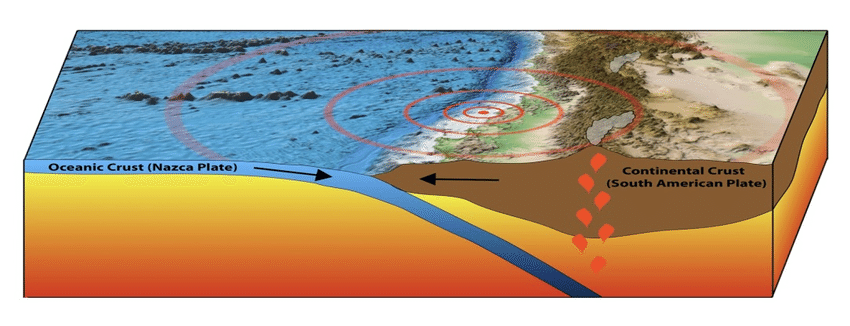 Oceanic Crust (Nazca Plate)
Continental Crust
(South American Plate)